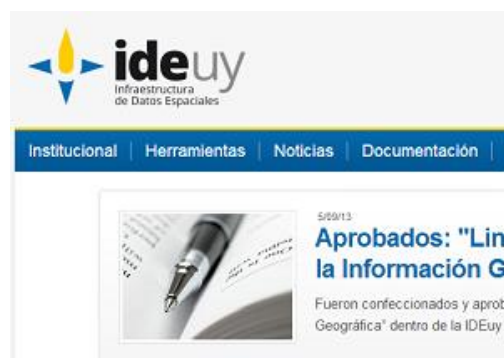 ideuy
Infraestructura
de Datos Espaciales
Institucional
Herramientas
Noticias
Documentación
5/09/13
Aprobados: "Lin
la Información G
Fueron confeccionados y aprob
Geográfica" dentro de la IDEuy